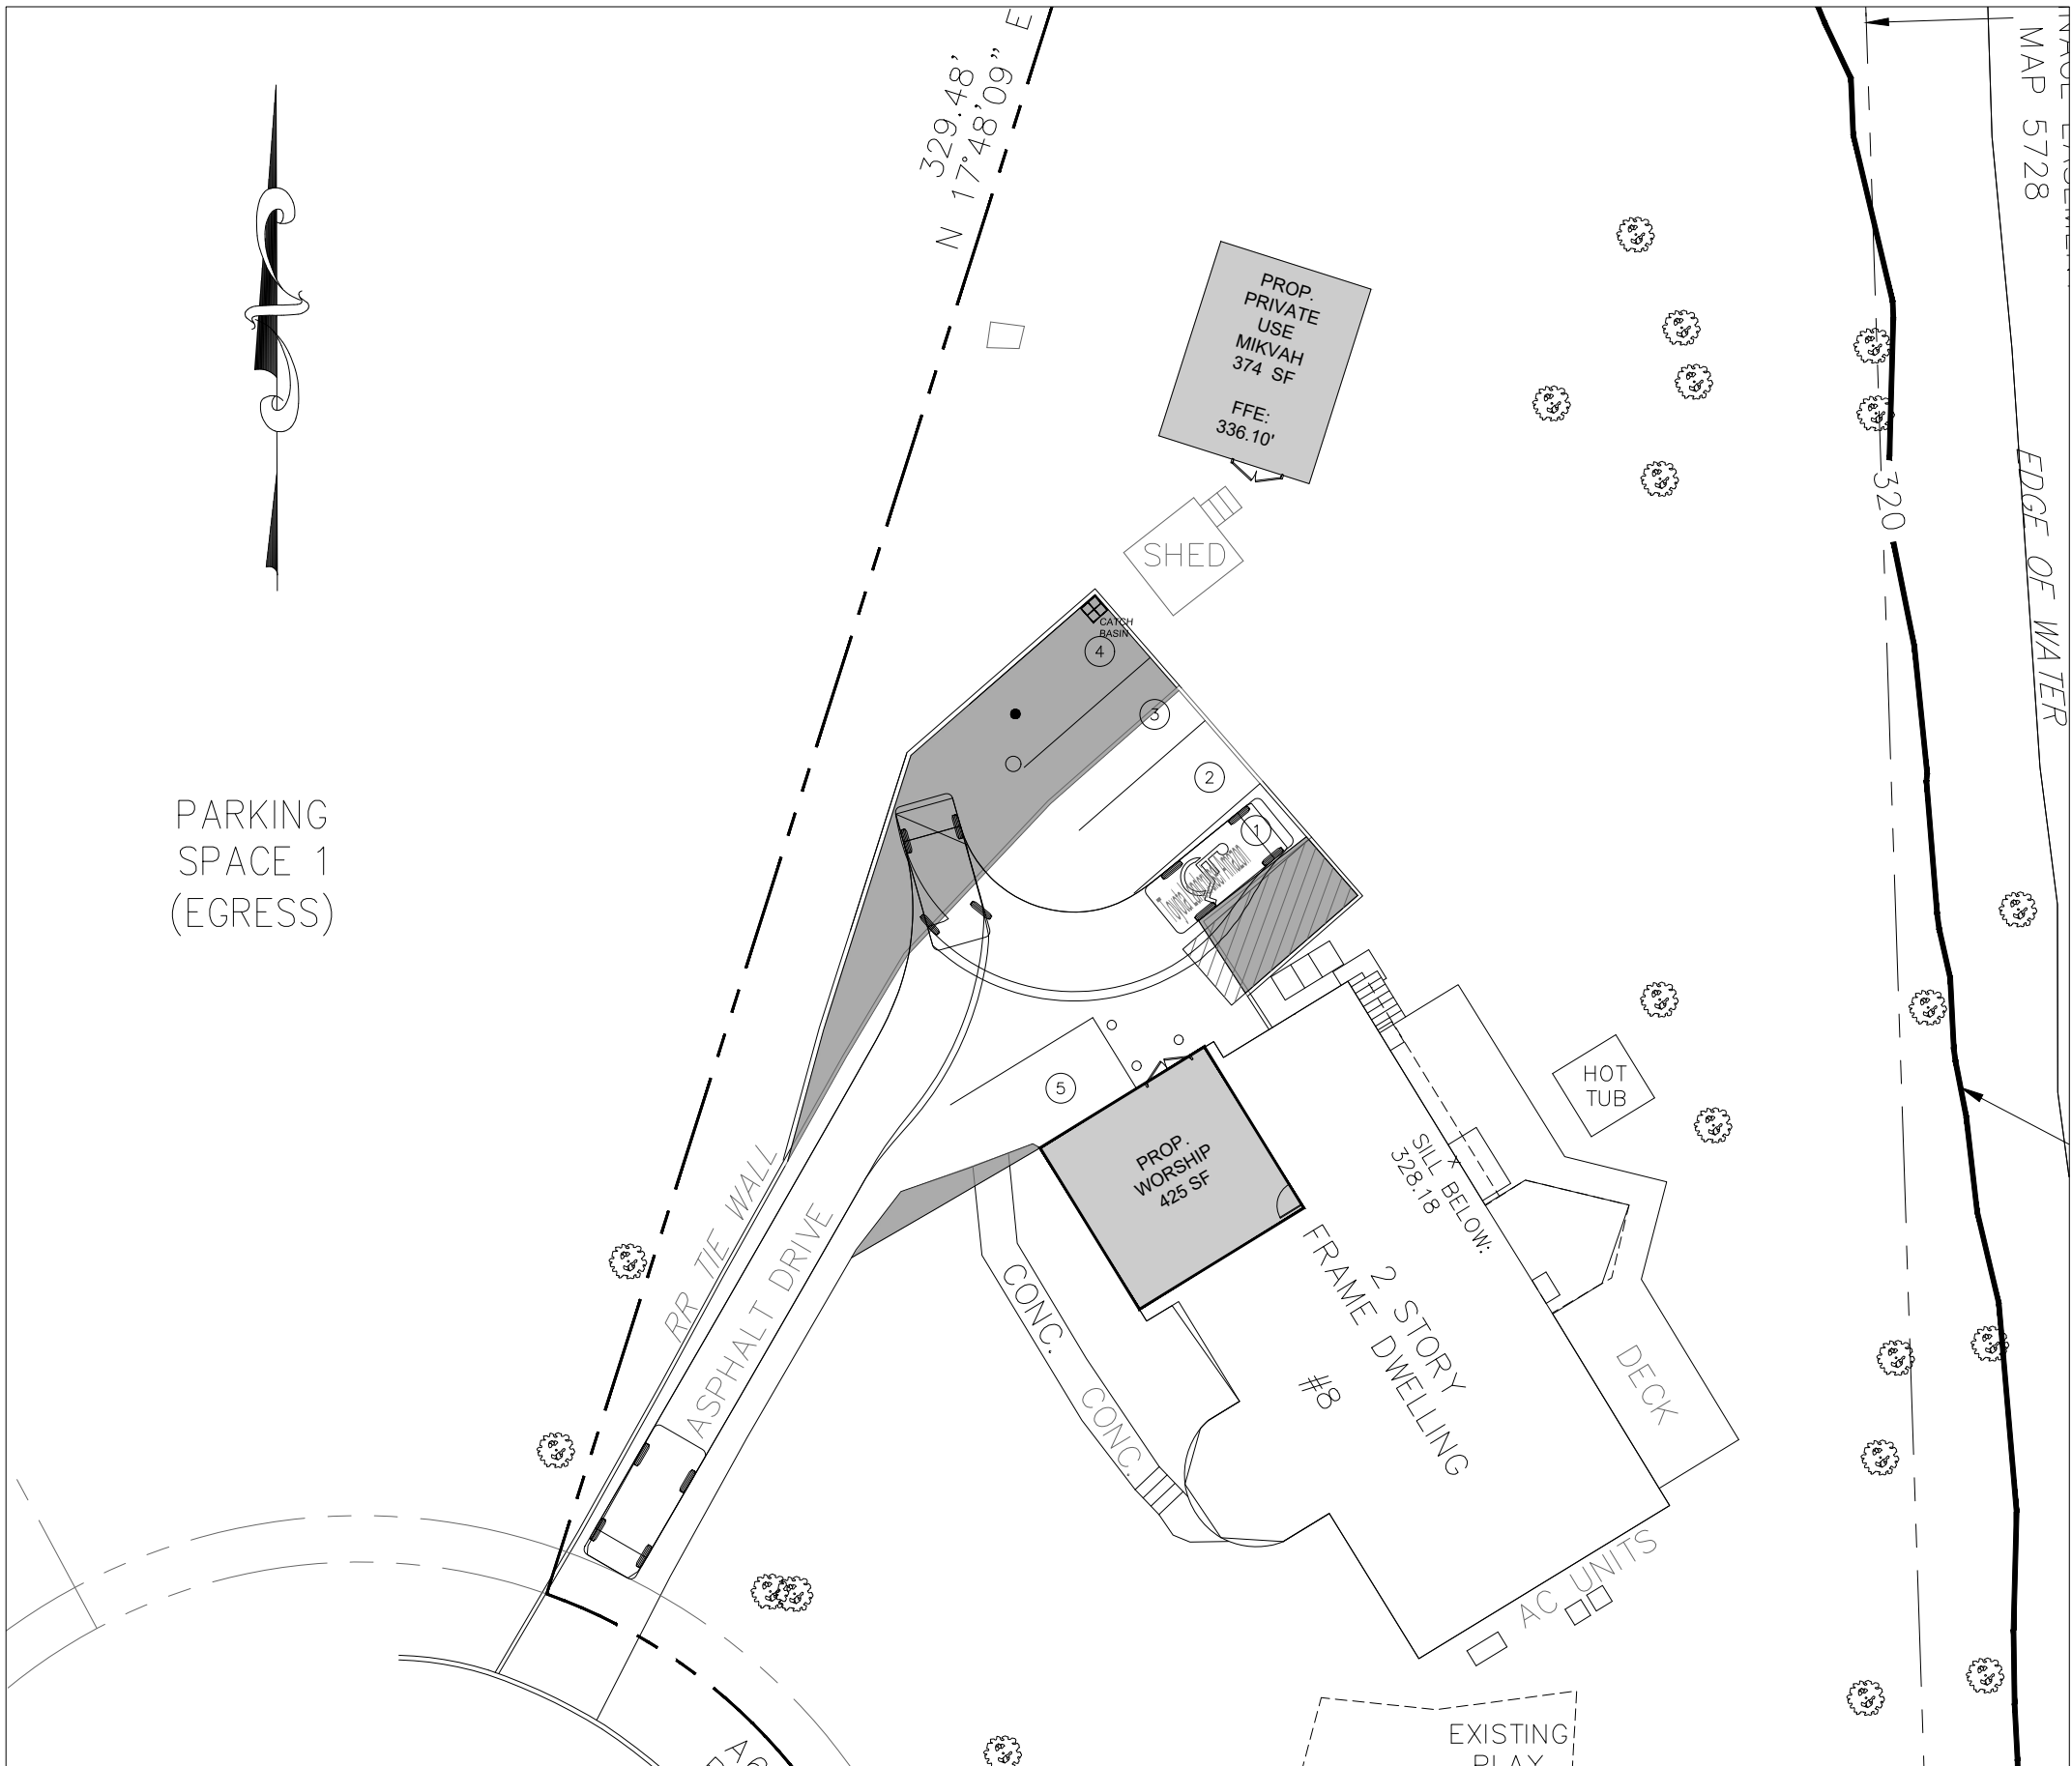 329.48'
N 17°48'09" E
MAP 5728
PROP.
PRIVATE
USE
MIKVAH
374 SF
FFE:
336.10'
320
EDGE OF WATER
SHED
CATCH
BASIN
4
3
2
1
PARKING
SPACE 1
(EGRESS)
5
HOT
TUB
PROP.
WORSHIP
425 SF
SILL
BELOW:
328.18
RR TIE WALL
ASPHALT DRIVE
CONC.
CONC.
2 STORY
FRAME DWELLING
#8
DECK
AC UNITS
EXISTING
PLAY